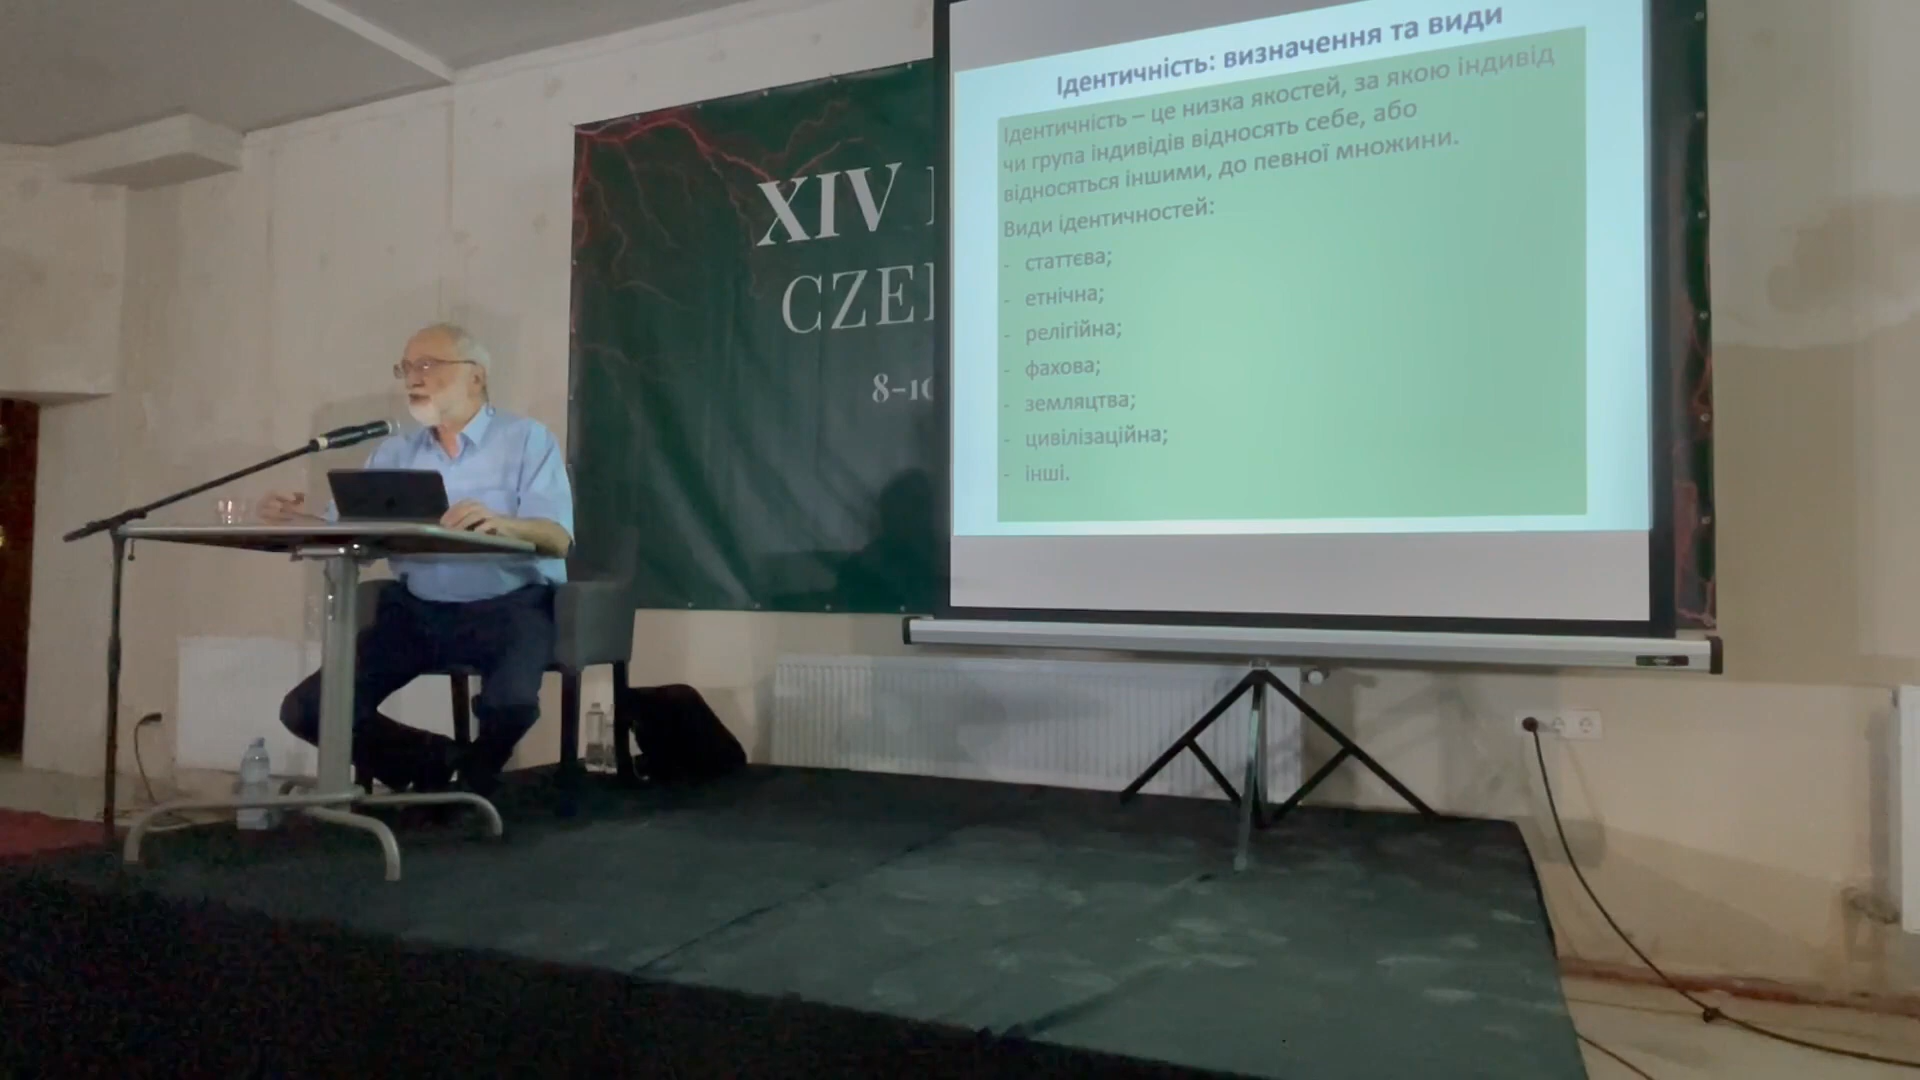 XIV
CZE
8-10
Ідентичність: визначення та види
Ідентичність – це низка якостей, за якою індивід
чи група індивідів відносять себе, або
відносяться іншими, до певної множини.
Види ідентичностей:
- статтєва;
- етнічна;
- релігійна;
- фахова;
- земляцтва;
- цивілізаційна;
- інші.